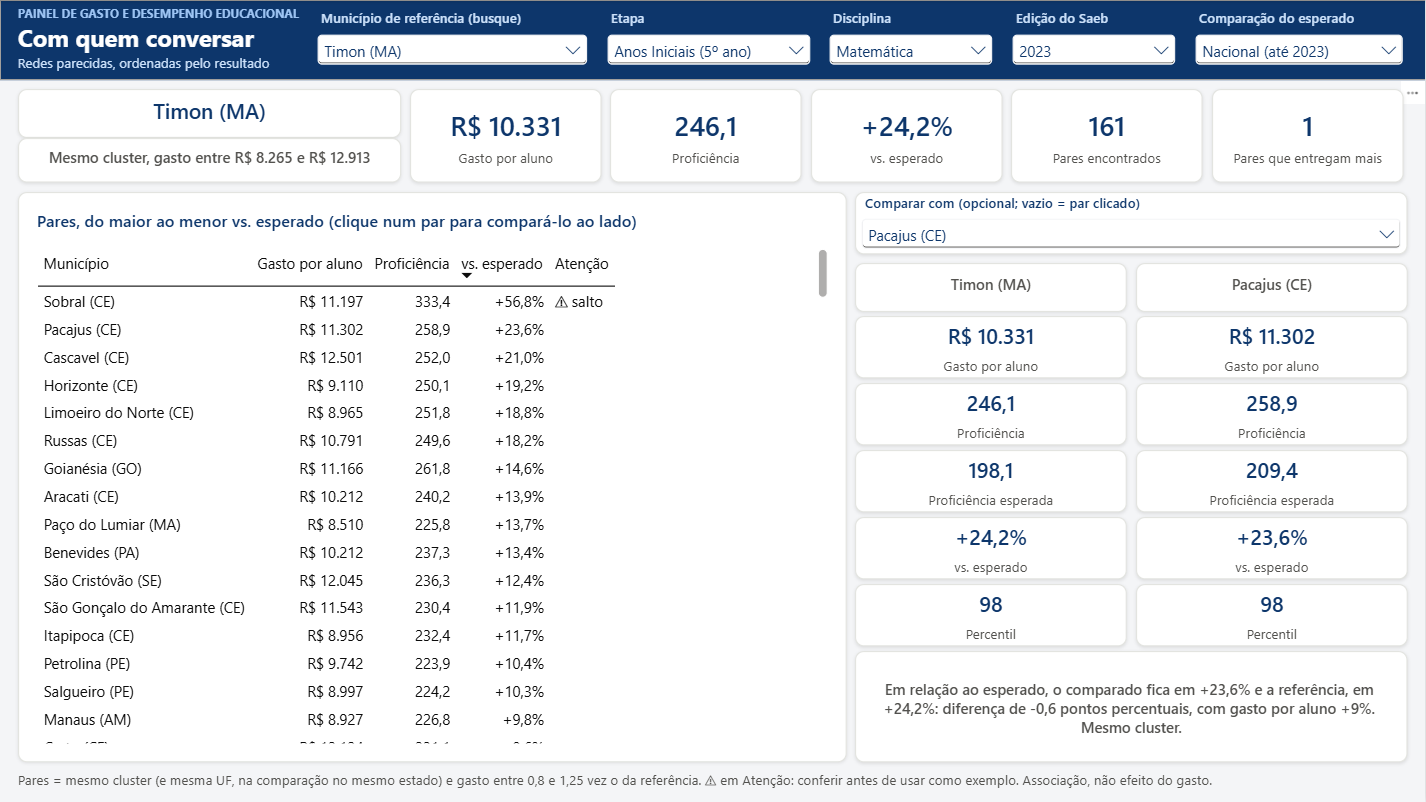 PAINEL DE GASTO E DESEMPENHO EDUCACIONAL
Com quem conversar
Redes parecidas, ordenadas pelo resultado
Município de referência (busque)
Timon (MA)
Etapa
Anos Iniciais (5º ano)
Disciplina
Matemática
Edição do Saeb
2023
Comparação do esperado
Nacional (até 2023)
Timon (MA)
Mesmo cluster, gasto entre R$ 8.265 e R$ 12.913
R$ 10.331
Gasto por aluno
246,1
Proficiência
+24,2%
vs. esperado
161
Pares encontrados
1
Pares que entregam mais
Pares, do maior ao menor vs. esperado (clique num par para compará-lo ao lado)
Município Gasto por aluno Proficiência vs. esperado Atenção
Sobral (CE) R$ 11.197 333,4 +56,8% ⚠ salto
Pacajus (CE) R$ 11.302 258,9 +23,6%
Cascavel (CE) R$ 12.501 252,0 +21,0%
Horizonte (CE) R$ 9.110 250,1 +19,2%
Limoeiro do Norte (CE) R$ 8.965 251,8 +18,8%
Russas (CE) R$ 10.791 249,6 +18,2%
Goianésia (GO) R$ 11.166 261,8 +14,6%
Aracati (CE) R$ 10.212 240,2 +13,9%
Paço do Lumiar (MA) R$ 8.510 225,8 +13,7%
Benevides (PA) R$ 10.212 237,3 +13,4%
São Cristóvão (SE) R$ 12.045 236,3 +12,4%
São Gonçalo do Amarante (CE) R$ 11.543 230,4 +11,9%
Itapipoca (CE) R$ 8.956 232,4 +11,7%
Petrolina (PE) R$ 9.742 223,9 +10,4%
Salgueiro (PE) R$ 8.997 224,2 +10,3%
Manaus (AM) R$ 8.927 226,8 +9,8%
Comparar com (opcional; vazio = par clicado)
Pacajus (CE)
Timon (MA)
Pacajus (CE)
R$ 10.331
Gasto por aluno
R$ 11.302
Gasto por aluno
246,1
Proficiência
258,9
Proficiência
198,1
Proficiência esperada
209,4
Proficiência esperada
+24,2%
vs. esperado
+23,6%
vs. esperado
98
Percentil
98
Percentil
Em relação ao esperado, o comparado fica em +23,6% e a referência, em
+24,2%: diferença de -0,6 pontos percentuais, com gasto por aluno +9%.
Mesmo cluster.
Pares = mesmo cluster (e mesma UF, na comparação no mesmo estado) e gasto entre 0,8 e 1,25 vez o da referência. ⚠ em Atenção: conferir antes de usar como exemplo. Associação, não efeito do gasto.